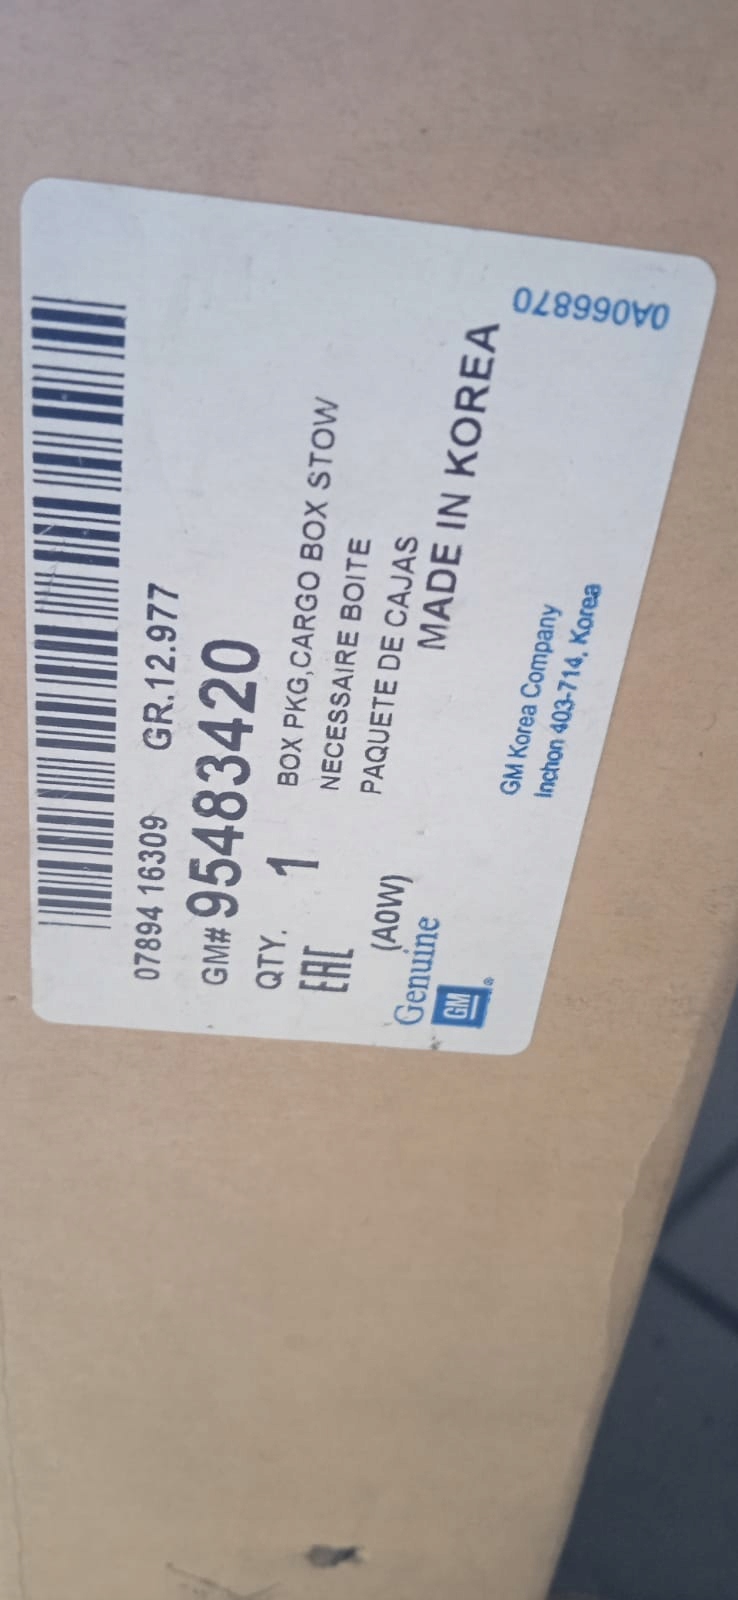 07894 16309 GR.12.977
GM# 95483420
QTY. 1 BOX PKG,CARGO BOX STOW
EAC NECESSAIRE BOITE
PAQUETE DE CAJAS
(A0W) MADE IN KOREA
Genuine
GM®
GM Korea Company
Inchon 403-714, Korea
0A066870